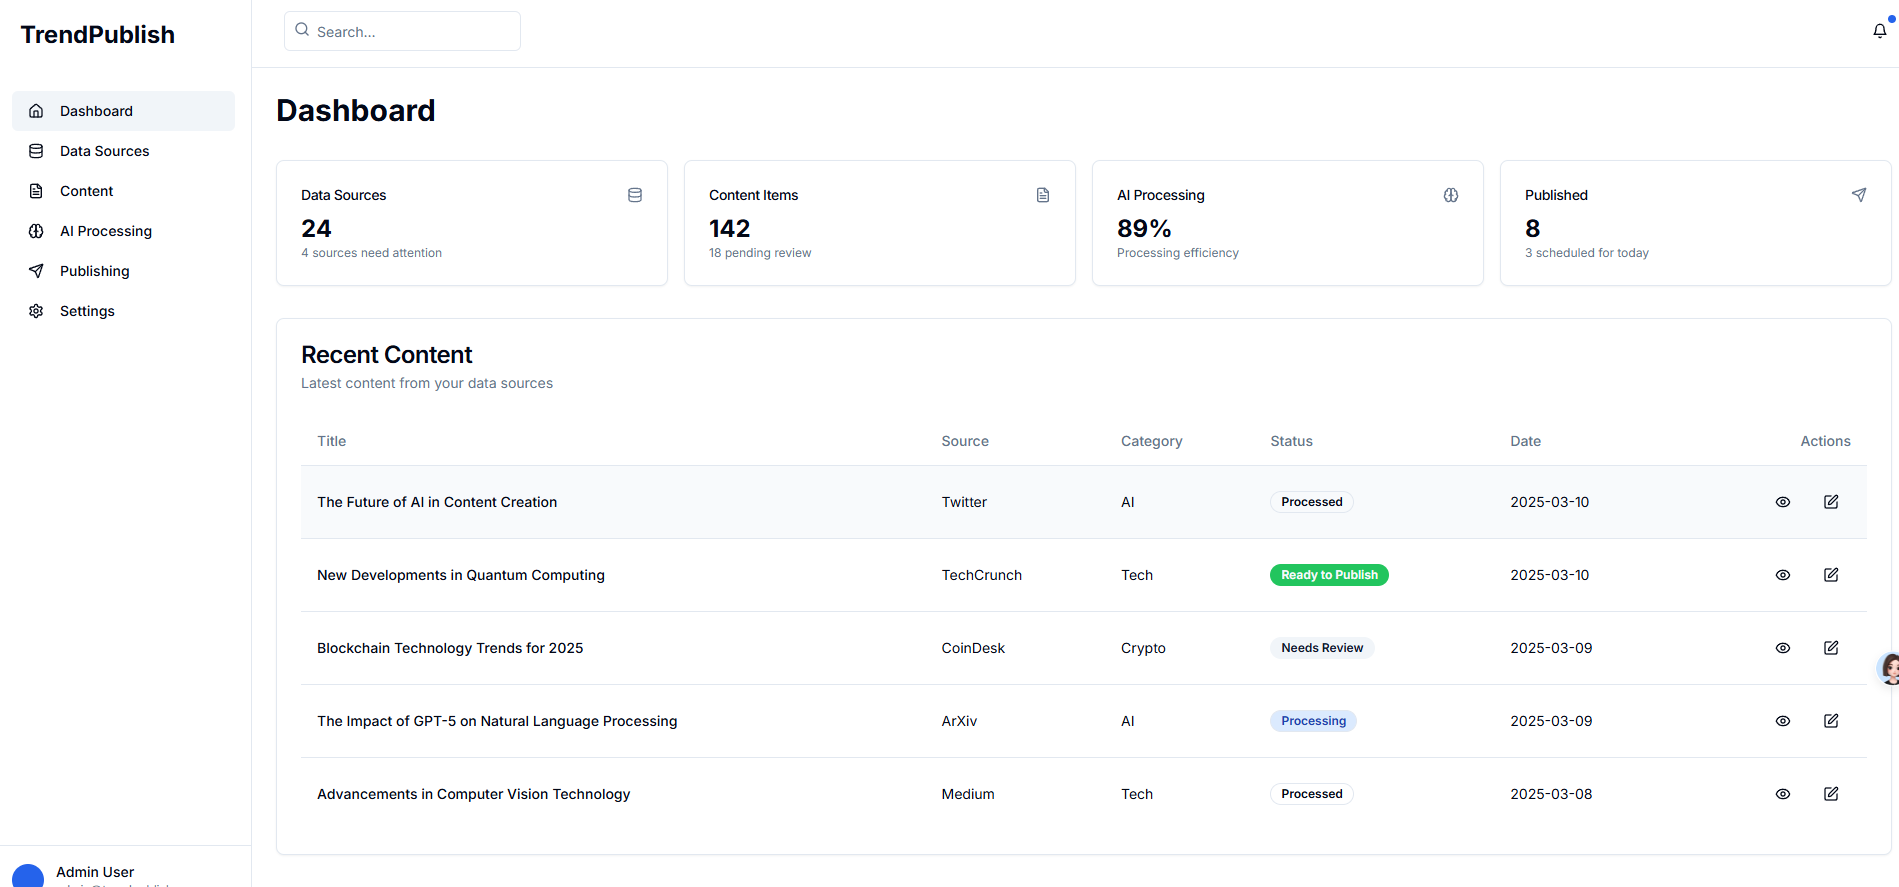 TrendPublish
Search...
Dashboard
Data Sources
Content
AI Processing
Publishing
Settings
Admin User
Dashboard
Data Sources
24
4 sources need attention
Content Items
142
18 pending review
AI Processing
89%
Processing efficiency
Published
8
3 scheduled for today
Recent Content
Latest content from your data sources
Title Source Category Status Date Actions
The Future of AI in Content Creation Twitter AI Processed 2025-03-10
New Developments in Quantum Computing TechCrunch Tech Ready to Publish 2025-03-10
Blockchain Technology Trends for 2025 CoinDesk Crypto Needs Review 2025-03-09
The Impact of GPT-5 on Natural Language Processing ArXiv AI Processing 2025-03-09
Advancements in Computer Vision Technology Medium Tech Processed 2025-03-08